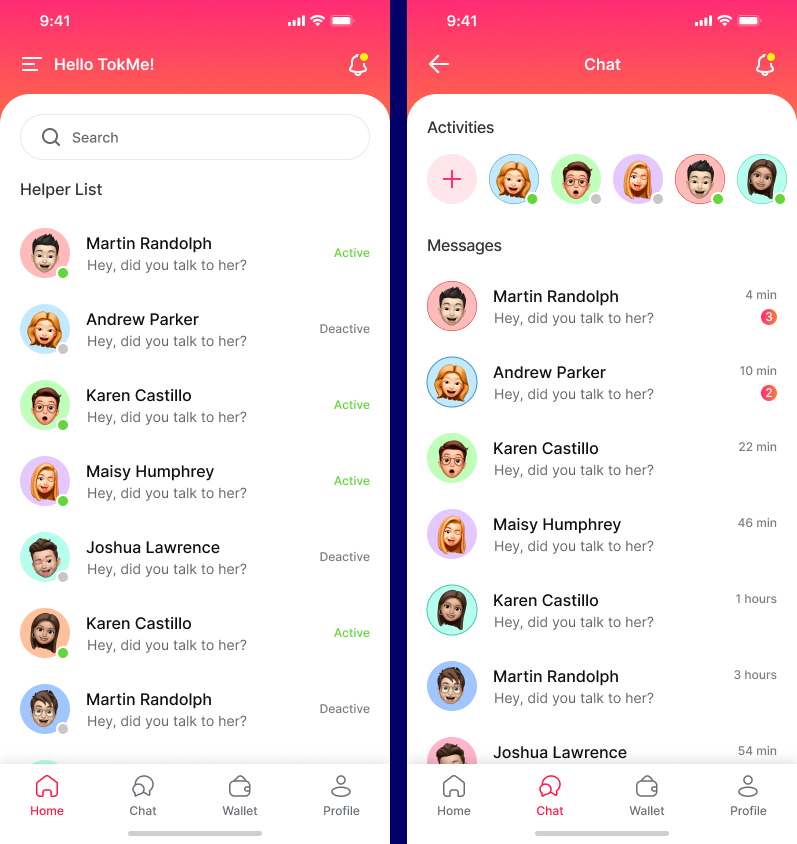 9:41
Hello TokMe!
Search
Helper List
Martin Randolph
Hey, did you talk to her?
Active
Andrew Parker
Hey, did you talk to her?
Deactive
Karen Castillo
Hey, did you talk to her?
Active
Maisy Humphrey
Hey, did you talk to her?
Active
Joshua Lawrence
Hey, did you talk to her?
Deactive
Karen Castillo
Hey, did you talk to her?
Active
Martin Randolph
Hey, did you talk to her?
Deactive
Home
Chat
Wallet
Profile
9:41
Chat
Activities
Messages
Martin Randolph
4 min
Hey, did you talk to her?
3
Andrew Parker
10 min
Hey, did you talk to her?
2
Karen Castillo
22 min
Hey, did you talk to her?
Maisy Humphrey
46 min
Hey, did you talk to her?
Karen Castillo
1 hours
Hey, did you talk to her?
Martin Randolph
3 hours
Hey, did you talk to her?
Joshua Lawrence
54 min
Home
Chat
Wallet
Profile